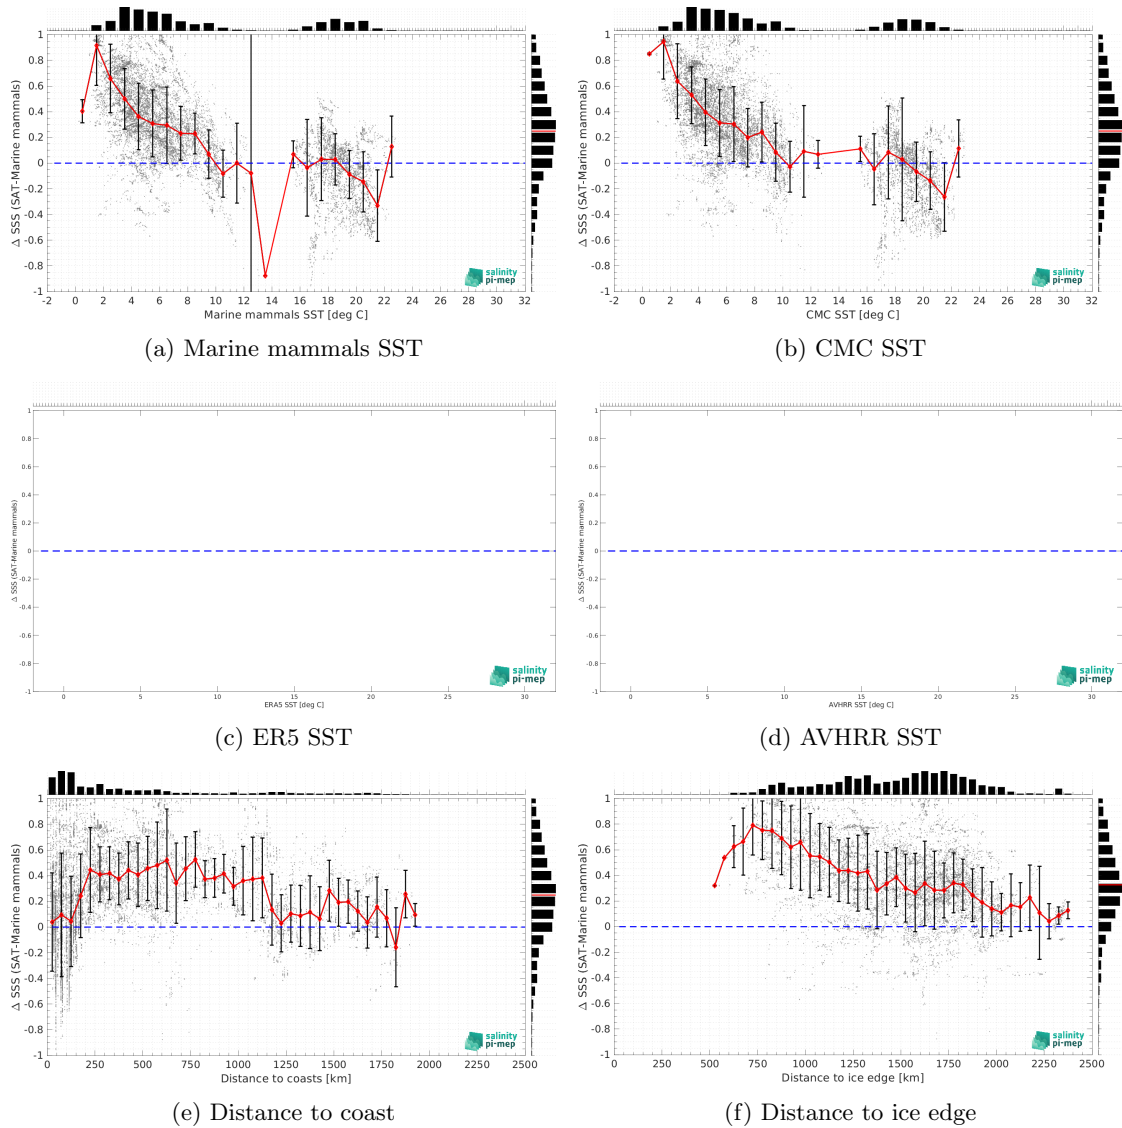 1
0.8
0.6
0.4
0.2
0
-0.2
-0.4
-0.6
-0.8
-1
Δ SSS (SAT-Marine mammals)
-2 0 2 4 6 8 10 12 14 16 18 20 22 24 26 28 30 32
Marine mammals SST [deg C]
salinity
pi-mep
(a) Marine mammals SST
1
0.8
0.6
0.4
0.2
0
-0.2
-0.4
-0.6
-0.8
-1
Δ SSS (SAT-Marine mammals)
-2 0 2 4 6 8 10 12 14 16 18 20 22 24 26 28 30 32
CMC SST [deg C]
salinity
pi-mep
(b) CMC SST
1
0.8
0.6
0.4
0.2
0
-0.2
-0.4
-0.6
-0.8
-1
Δ SSS (SAT-Marine mammals)
0 5 10 15 20 25 30
ERA5 SST [deg C]
salinity
pi-mep
(c) ER5 SST
1
0.8
0.6
0.4
0.2
0
-0.2
-0.4
-0.6
-0.8
-1
Δ SSS (SAT-Marine mammals)
0 5 10 15 20 25 30
AVHRR SST [deg C]
salinity
pi-mep
(d) AVHRR SST
1
0.8
0.6
0.4
0.2
0
-0.2
-0.4
-0.6
-0.8
-1
Δ SSS (SAT-Marine mammals)
0 250 500 750 1000 1250 1500 1750 2000 2500
Distance to coasts [km]
salinity
pi-mep
(e) Distance to coast
1
0.8
0.6
0.4
0.2
0
-0.2
-0.4
-0.6
-0.8
-1
Δ SSS (SAT-Marine mammals)
0 500 750 1000 1250 1500 1750 2000 2500
Distance to ice edge [km]
salinity
pi-mep
(f) Distance to ice edge